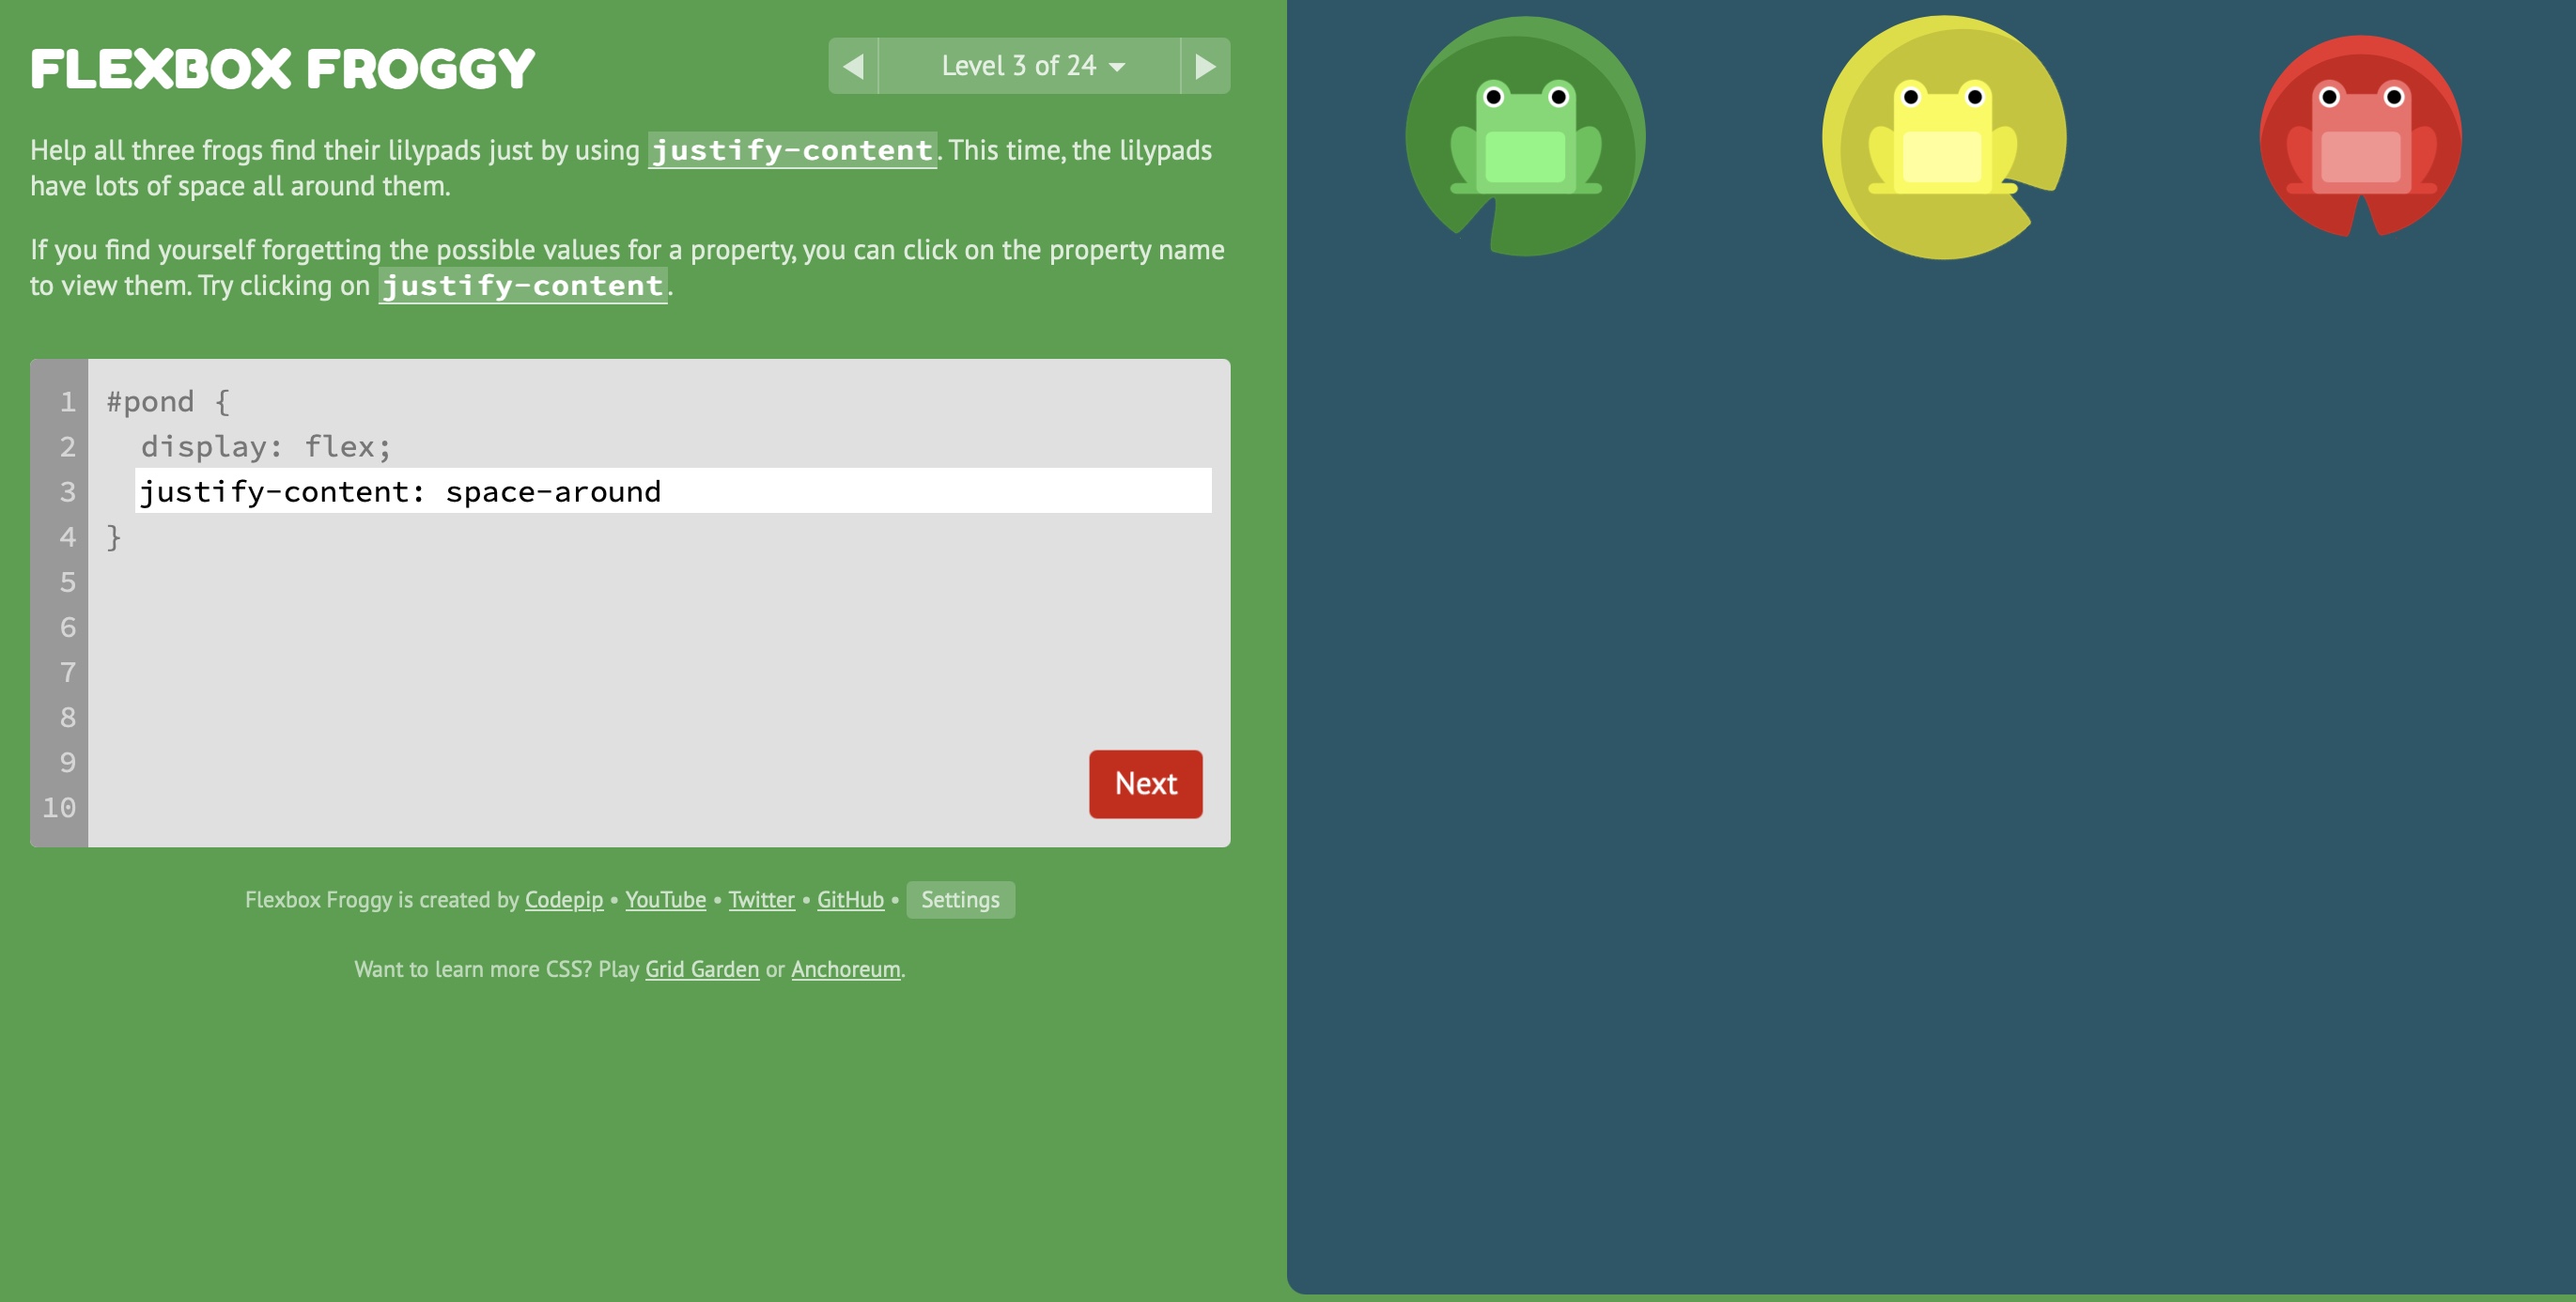 FLEXBOX FROGGY
Level 3 of 24
Help all three frogs find their lilypads just by using justify-content. This time, the lilypads
have lots of space all around them.
If you find yourself forgetting the possible values for a property, you can click on the property name
to view them. Try clicking on justify-content.
1 #pond {
2 display: flex;
3 justify-content: space-around
4 }
5
6
7
8
9
10
Next
Flexbox Froggy is created by Codepip • YouTube • Twitter • GitHub • Settings
Want to learn more CSS? Play Grid Garden or Anchoreum.